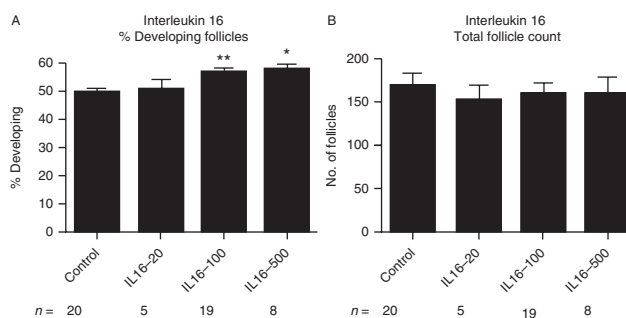 A
Interleukin 16
% Developing follicles
% Developing
60
50
40
30
20
10
0
**
*
Control
IL16–20
IL16–100
IL16–500
n = 20 5 19 8
B
Interleukin 16
Total follicle count
No. of follicles
200
150
100
50
0
Control
IL16–20
IL16–100
IL16–500
n = 20 5 19 8